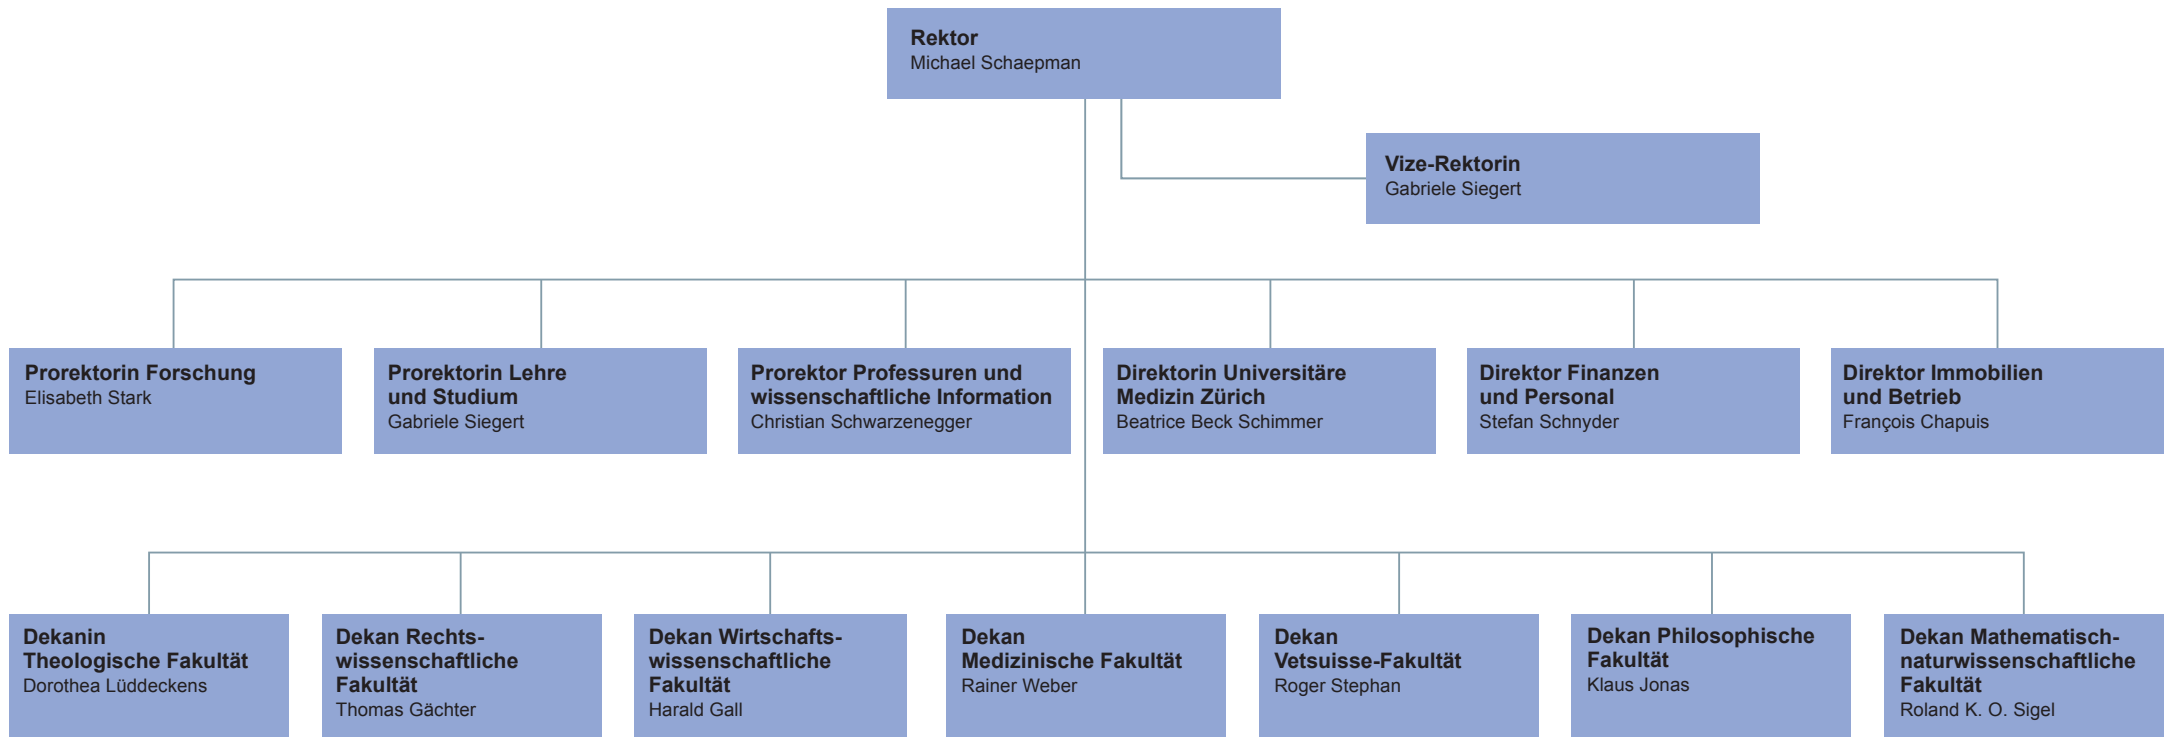 Rektor
Michael Schaepman
Vize-Rektorin
Gabriele Siegert
Prorektorin Forschung
Elisabeth Stark
Prorektorin Lehre
und Studium
Gabriele Siegert
Prorektor Professuren und
wissenschaftliche Information
Christian Schwarzenegger
Direktorin Universitäre
Medizin Zürich
Beatrice Beck Schimmer
Direktor Finanzen
und Personal
Stefan Schnyder
Direktor Immobilien
und Betrieb
François Chapuis
Dekanin
Theologische Fakultät
Dorothea Lüddeckens
Dekan Rechts-
wissenschaftliche
Fakultät
Thomas Gächter
Dekan Wirtschafts-
wissenschaftliche
Fakultät
Harald Gall
Dekan
Medizinische Fakultät
Rainer Weber
Dekan
Vetsuisse-Fakultät
Roger Stephan
Dekan Philosophische
Fakultät
Klaus Jonas
Dekan Mathematisch-
naturwissenschaftliche
Fakultät
Roland K. O. Sigel